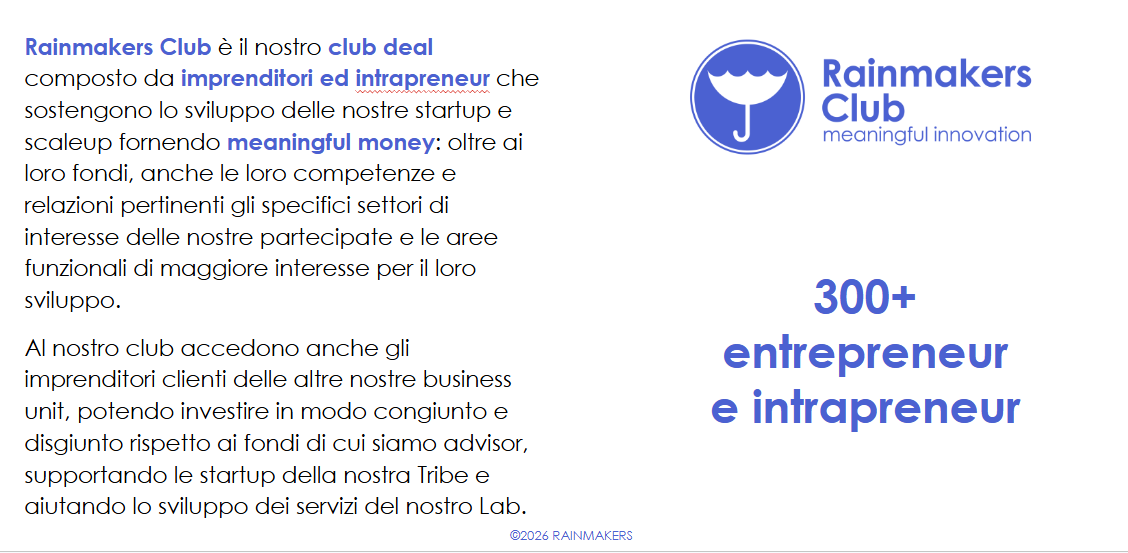 Rainmakers Club è il nostro club deal
composto da imprenditori ed intrapreneur che
sostengono lo sviluppo delle nostre startup e
scaleup fornendo meaningful money: oltre ai
loro fondi, anche le loro competenze e
relazioni pertinenti gli specifici settori di
interesse delle nostre partecipate e le aree
funzionali di maggiore interesse per il loro
sviluppo.
Al nostro club accedono anche gli
imprenditori clienti delle altre nostre business
unit, potendo investire in modo congiunto e
disgiunto rispetto ai fondi di cui siamo advisor,
supportando le startup della nostra Tribe e
aiutando lo sviluppo dei servizi del nostro Lab.
Rainmakers
Club
meaningful innovation
300+
entrepreneur
e intrapreneur
©2026 RAINMAKERS